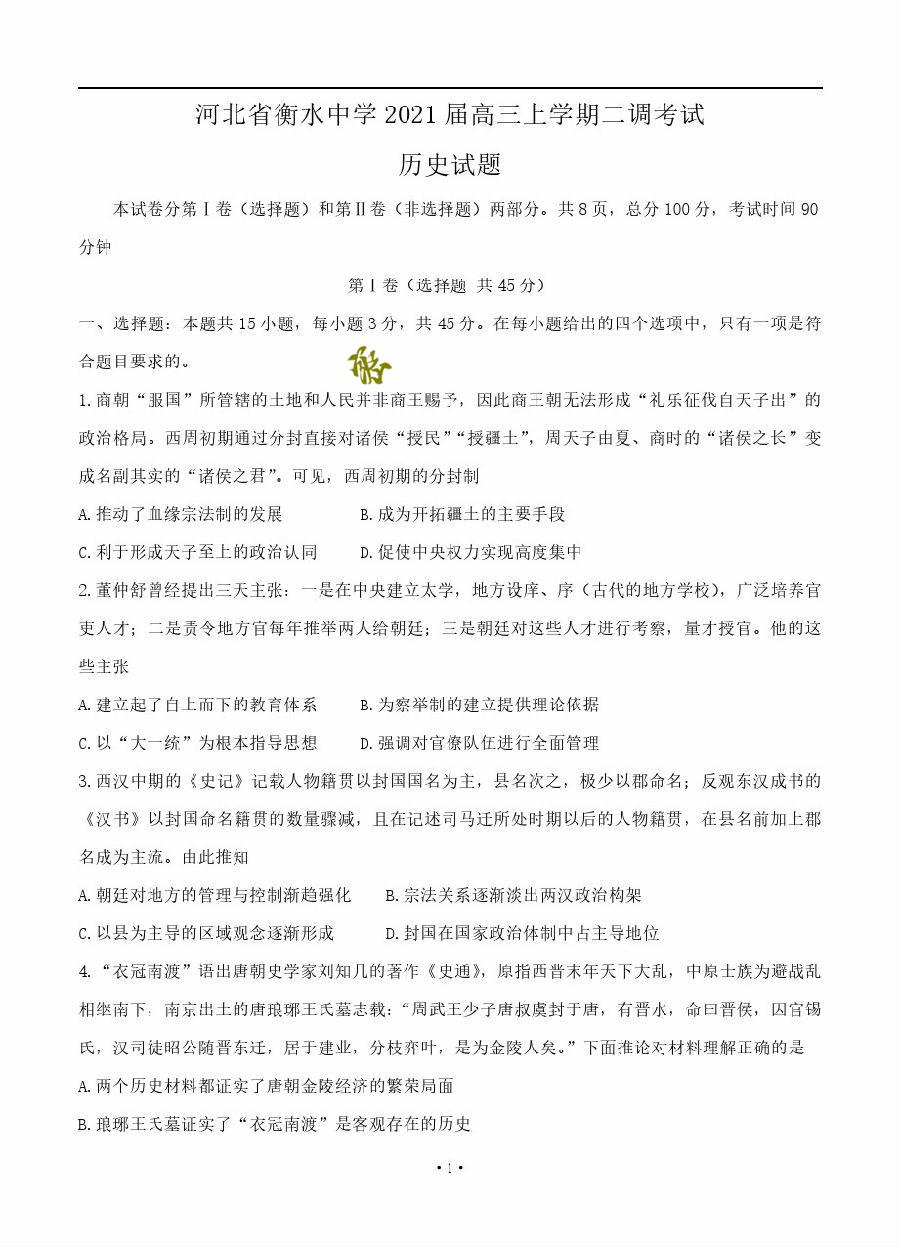 河北省衡水中学2021届高三上学期二调考试
历史试题
本试卷分第Ⅰ卷（选择题）和第Ⅱ卷（非选择题）两部分。共8页，总分100分，考试时间90
分钟
第Ⅰ卷（选择题 共45分）
一、选择题：本题共15小题，每小题3分，共45分。在每小题给出的四个选项中，只有一项是符
合题目要求的。
1.商朝“服国”所管辖的土地和人民并非商王赐予，因此商王朝无法形成“礼乐征伐自天子出”的
政治格局。西周初期通过分封直接对诸侯“授民”“授疆土”，周天子由夏、商时的“诸侯之长”变
成名副其实的“诸侯之君”。可见，西周初期的分封制
A.推动了血缘宗法制的发展 B.成为开拓疆土的主要手段
C.利于形成天子至上的政治认同 D.促使中央权力实现高度集中
2.董仲舒曾经提出三天主张：一是在中央建立太学，地方设庠、序（古代的地方学校），广泛培养官
吏人才；二是责令地方官每年推举两人给朝廷；三是朝廷对这些人才进行考察，量才授官。他的这
些主张
A.建立起了自上而下的教育体系 B.为察举制的建立提供理论依据
C.以“大一统”为根本指导思想 D.强调对官僚队伍进行全面管理
3.西汉中期的《史记》记载人物籍贯以封国国名为主，县名次之，极少以郡命名；反观东汉成书的
《汉书》以封国命名籍贯的数量骤减，且在记述司马迁所处时期以后的人物籍贯，在县名前加上郡
名成为主流。由此推知
A.朝廷对地方的管理与控制渐趋强化 B.宗法关系逐渐淡出两汉政治构架
C.以县为主导的区域观念逐渐形成 D.封国在国家政治体制中占主导地位
4.“衣冠南渡”语出唐朝史学家刘知几的著作《史通》，原指西晋末年天下大乱，中原士族为避战乱
相继南下。南京出土的唐琅琊王氏墓志载：“周武王少子唐叔虞封于唐，有晋水，命曰晋侯，因官锡
氏，汉司徒昭公随晋东迁，居于建业，分枝弈叶，是为金陵人矣。”下面推论对材料理解正确的是
A.两个历史材料都证实了唐朝金陵经济的繁荣局面
B.琅琊王氏墓证实了“衣冠南渡”是客观存在的历史
•1•